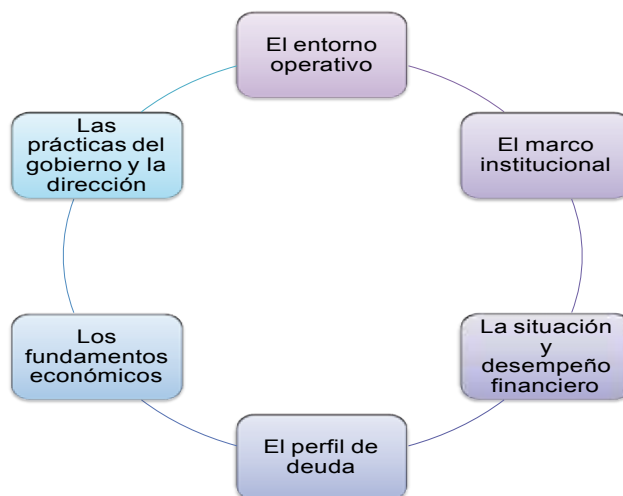 El entorno
operativo
El marco
institucional
La situación
y
desempeño
financiero
El perfil de
deuda
Los
fundamentos
económicos
Las
prácticas del
gobierno y la
dirección